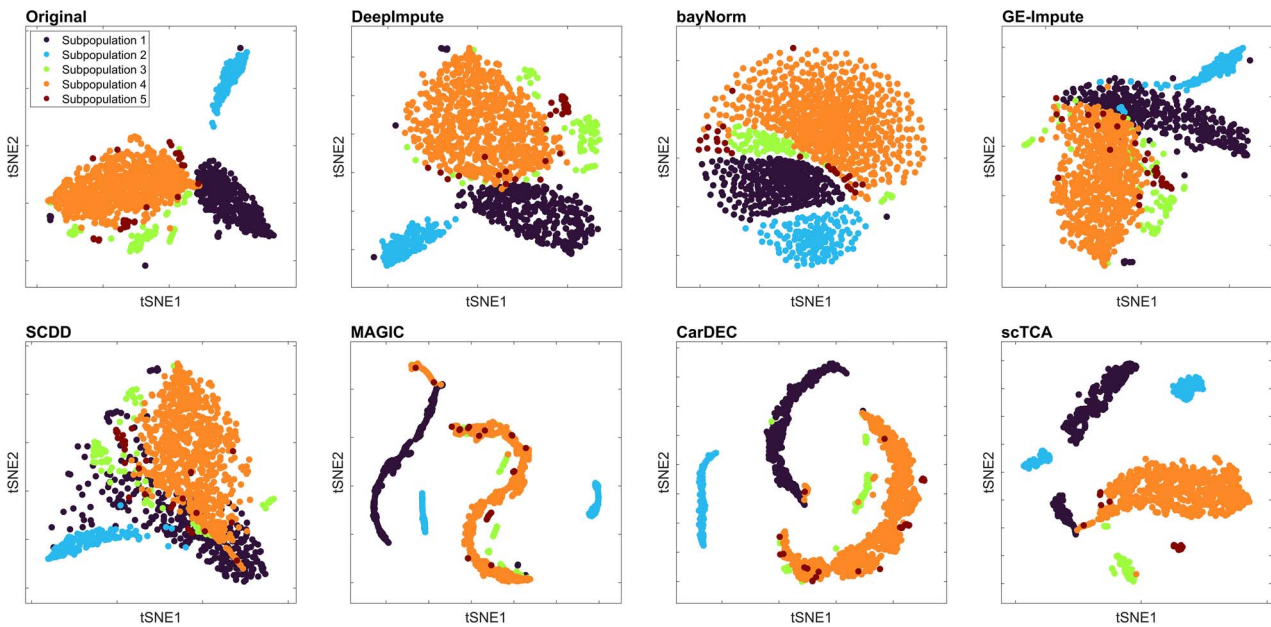 Original
DeepImpute
bayNorm
GE-Impute
Subpopulation 1
Subpopulation 2
Subpopulation 3
Subpopulation 4
Subpopulation 5
tSNE2
tSNE2
tSNE2
tSNE2
tSNE1
tSNE1
tSNE1
tSNE1
SCDD
MAGIC
CarDEC
scTCA
tSNE2
tSNE2
tSNE2
tSNE2
tSNE1
tSNE1
tSNE1
tSNE1